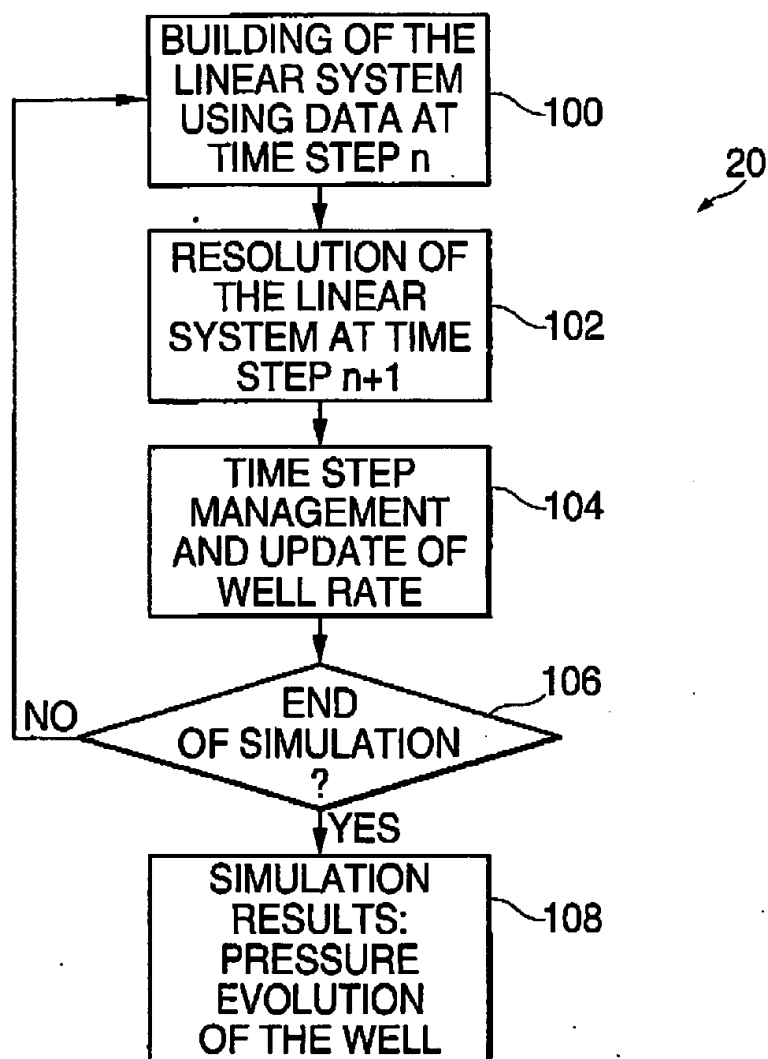 BUILDING OF THE
LINEAR SYSTEM
USING DATA AT
TIME STEP n
100
20
RESOLUTION OF
THE LINEAR
SYSTEM AT TIME
STEP n+1
102
TIME STEP
MANAGEMENT
AND UPDATE OF
WELL RATE
104
106
END
OF SIMULATION
?
NO
YES
SIMULATION
RESULTS:
PRESSURE
EVOLUTION
OF THE WELL
108